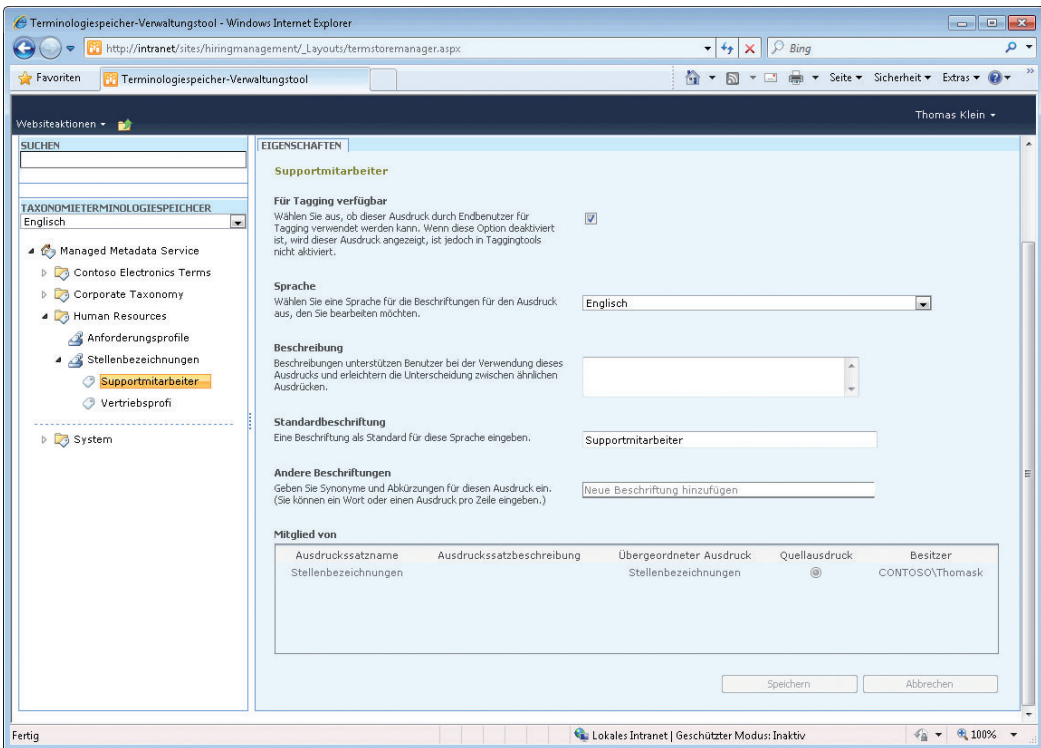 Terminologiespeicher-Verwaltungstool - Windows Internet Explorer
http://intranet/sites/hiringmanagement/_Layouts/termstoremanager.aspx
Bing
Favoriten
Terminologiespeicher-Verwaltungstool
Seite
Sicherheit
Extras
Thomas Klein
Websiteaktionen
SUCHEN
TAXONOMIETERMINOLOGIESPEICHCER
Englisch
Managed Metadata Service
Contoso Electronics Terms
Corporate Taxonomy
Human Resources
Anforderungsprofile
Stellenbezeichnungen
Supportmitarbeiter
Vertriebsprofi
System
EIGENSCHAFTEN
Supportmitarbeiter
Für Tagging verfügbar
Wählen Sie aus, ob dieser Ausdruck durch Endbenutzer für
Tagging verwendet werden kann. Wenn diese Option deaktiviert
ist, wird dieser Ausdruck angezeigt, ist jedoch in Taggingtools
nicht aktiviert.
Sprache
Wählen Sie eine Sprache für die Beschriftungen für den Ausdruck
aus, den Sie bearbeiten möchten.
Englisch
Beschreibung
Beschreibungen unterstützen Benutzer bei der Verwendung dieses
Ausdrucks und erleichtern die Unterscheidung zwischen ähnlichen
Ausdrücken.
Standardbeschriftung
Eine Beschriftung als Standard für diese Sprache eingeben.
Supportmitarbeiter
Andere Beschriftungen
Geben Sie Synonyme und Abkürzungen für diesen Ausdruck ein.
(Sie können ein Wort oder einen Ausdruck pro Zeile eingeben.)
Neue Beschriftung hinzufügen
Mitglied von
Ausdruckssatzname Ausdruckssatzbeschreibung Übergeordneter Ausdruck Quellausdruck Besitzer
Stellenbezeichnungen Stellenbezeichnungen CONTOSO\Thomask
Speichern
Abbrechen
Fertig
Lokales Intranet | Geschützter Modus: Inaktiv
100%